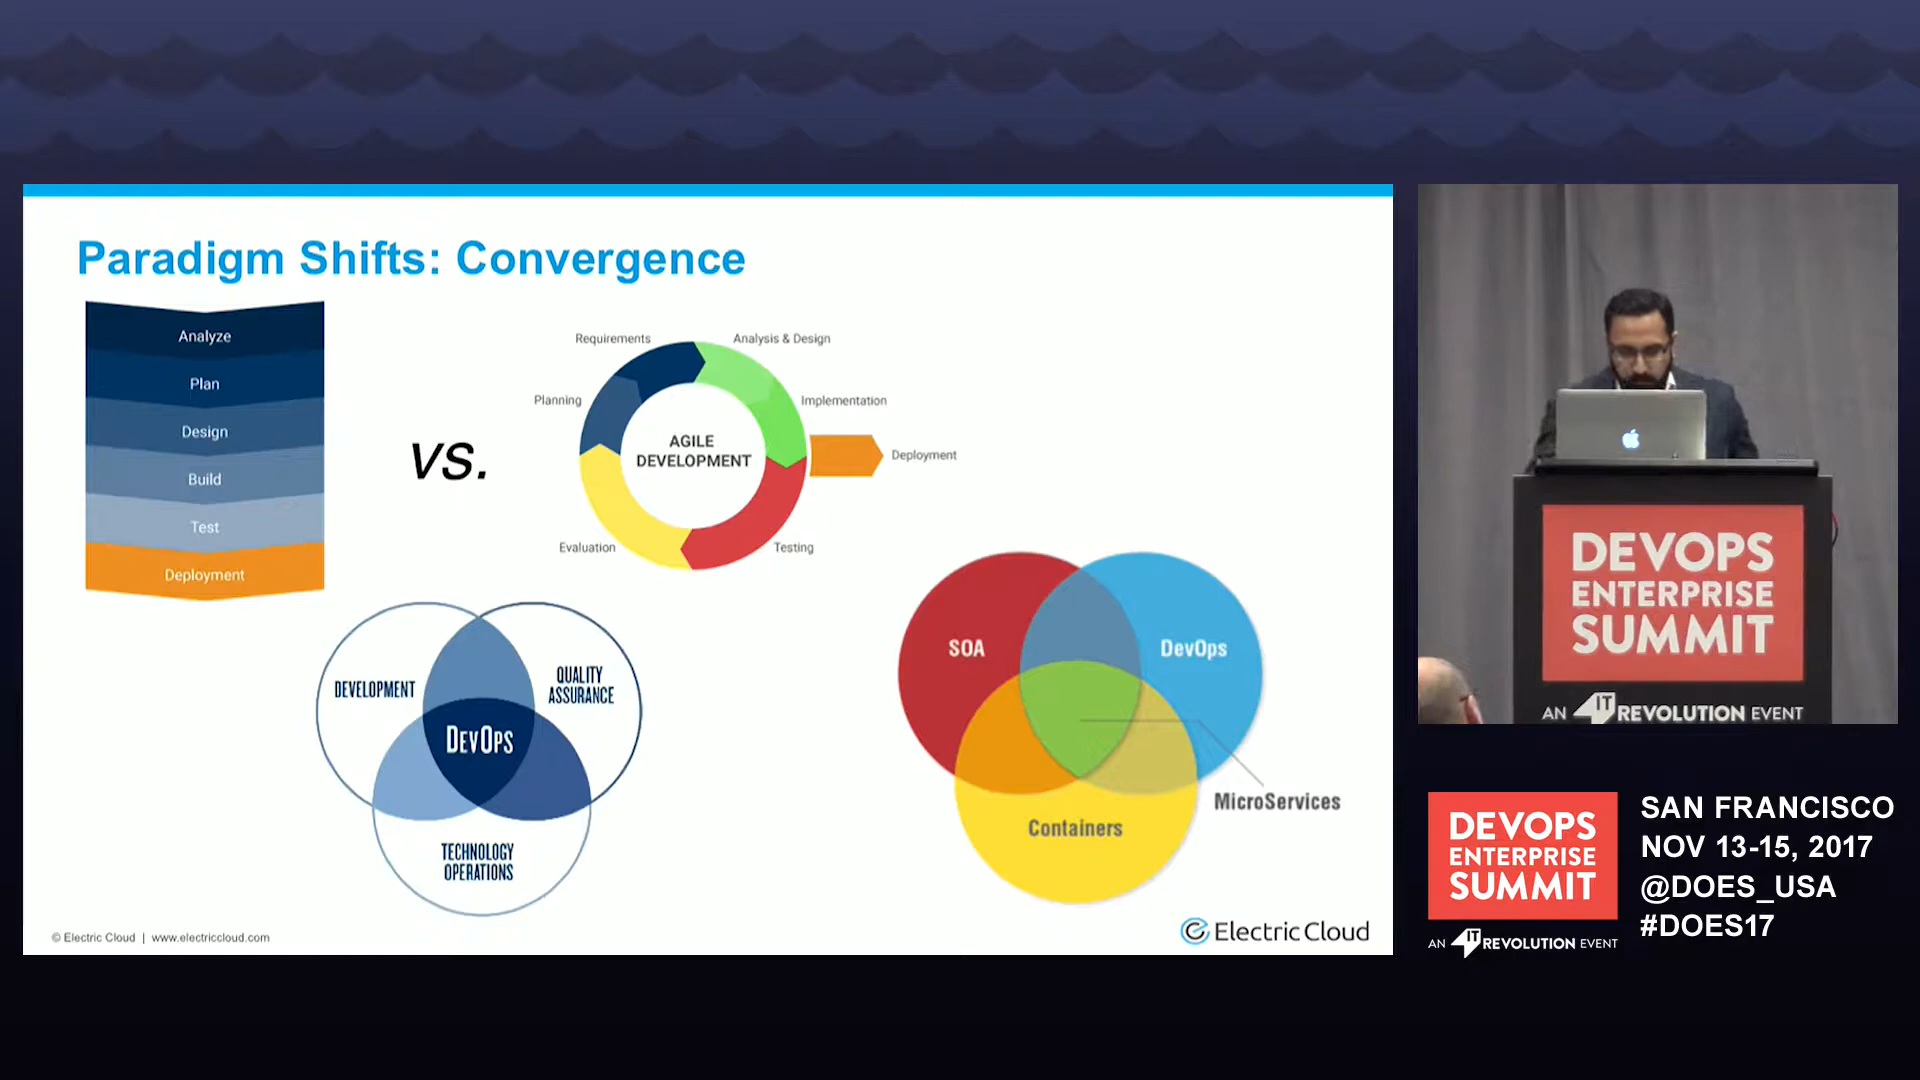 Paradigm Shifts: Convergence
Analyze
Plan
Design
Build
Test
Deployment
vs.
Requirements
Analysis & Design
Planning
Implementation
AGILE
DEVELOPMENT
Deployment
Evaluation
Testing
DEVELOPMENT
QUALITY
ASSURANCE
DEVOPS
TECHNOLOGY
OPERATIONS
SOA
DevOps
MicroServices
Containers
© Electric Cloud | www.electriccloud.com
Electric Cloud
DEVOPS
ENTERPRISE
SUMMIT
AN IT REVOLUTION EVENT
DEVOPS
ENTERPRISE
SUMMIT
AN IT REVOLUTION EVENT
SAN FRANCISCO
NOV 13-15, 2017
@DOES_USA
#DOES17